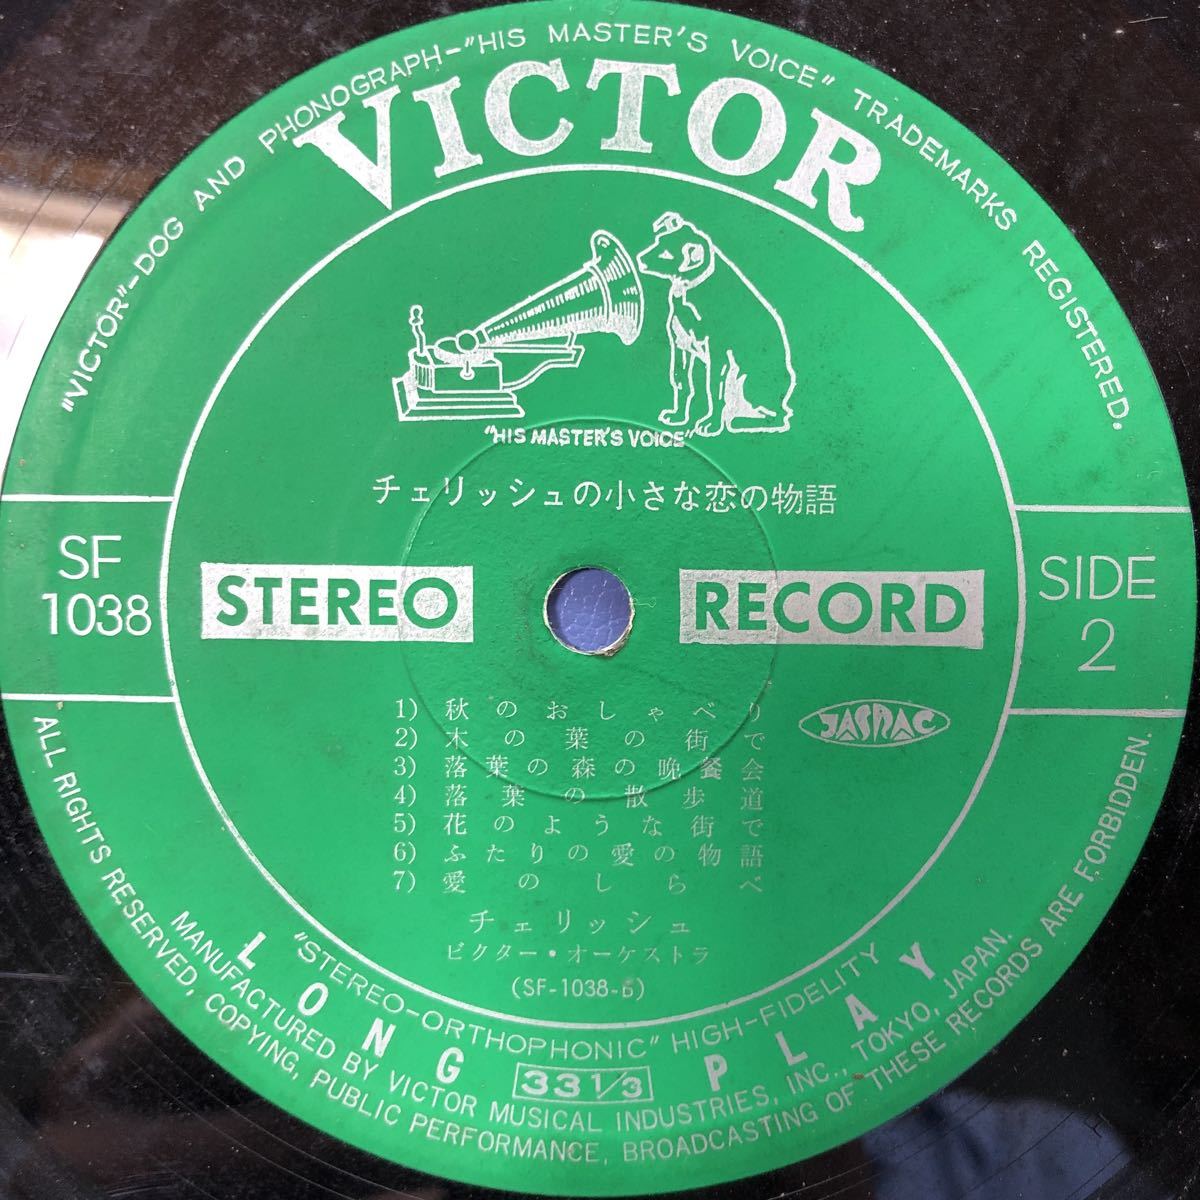 "VICTOR"-DOG AND PHONOGRAPH-"HIS MASTER'S VOICE" TRADEMARKS REGISTERED.
VICTOR
"HIS MASTER'S VOICE"
チェリッシュの小さな恋の物語
SF
1038
STEREO
RECORD
SIDE
2
JASRAC
1) 秋のおしゃべり
2) 木の葉の街で
3) 落葉の森の晩餐会
4) 落葉の散歩道
5) 花のような街で
6) ふたりの愛の物語
7) 愛のしらべ
チェリッシュ
ビクター・オーケストラ
(SF-1038-B)
"STEREO-ORTHOPHONIC" HIGH-FIDELITY
LONG 33 1/3 PLAY
MANUFACTURED BY VICTOR MUSICAL INDUSTRIES, INC., TOKYO, JAPAN.
ALL RIGHTS RESERVED, COPYING, PUBLIC PERFORMANCE, BROADCASTING OF THESE RECORDS ARE FORBIDDEN.